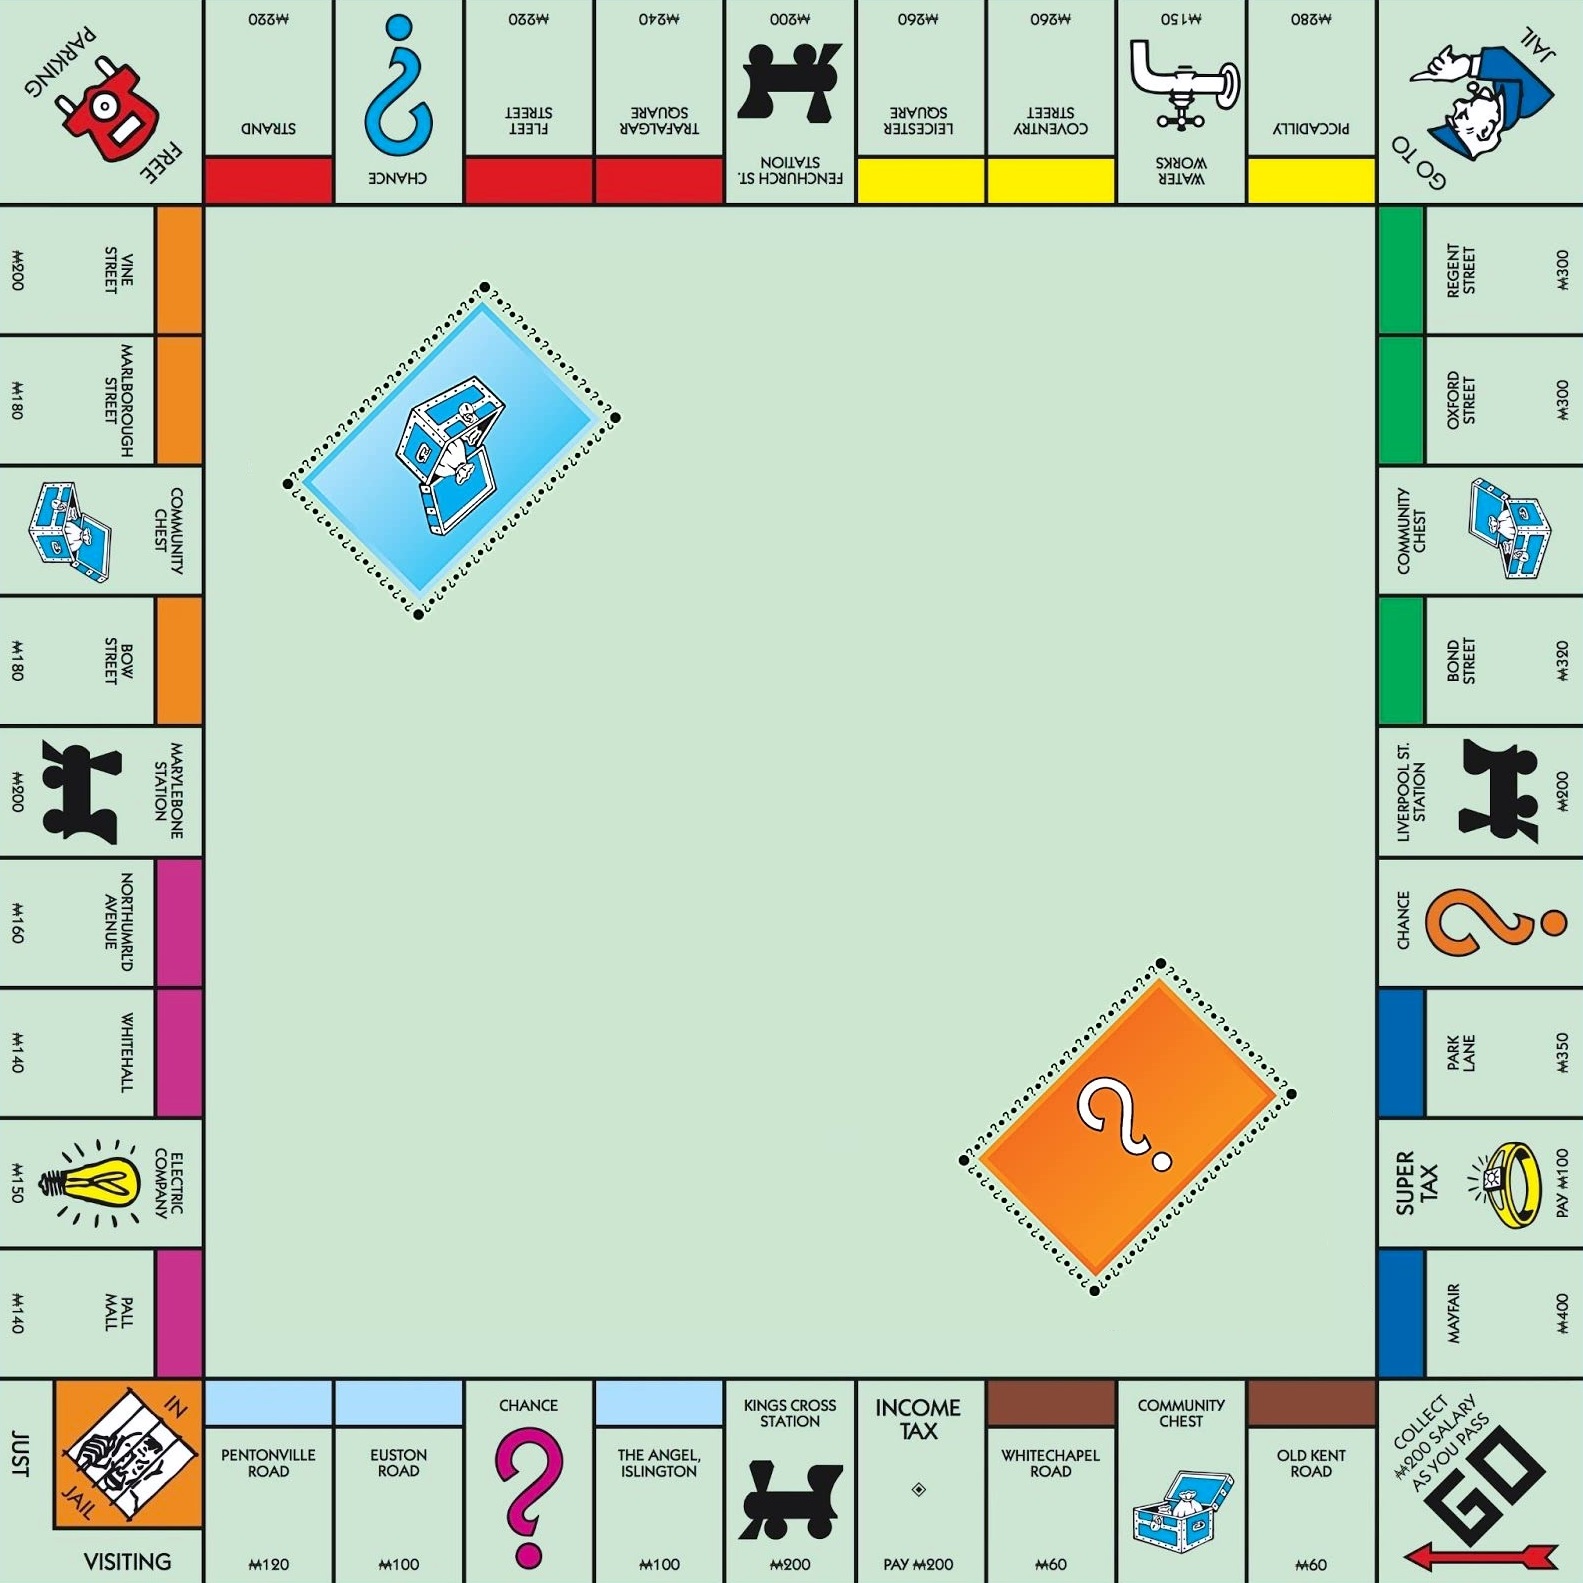 FREE
PARKING
STRAND
₩220
CHANCE
FLEET
STREET
₩220
TRAFALGAR
SQUARE
₩240
FENCHURCH ST.
STATION
₩200
LEICESTER
SQUARE
₩260
COVENTRY
STREET
₩260
WATER
WORKS
₩150
PICCADILLY
₩280
GO TO
JAIL
REGENT
STREET
₩300
OXFORD
STREET
₩300
COMMUNITY
CHEST
BOND
STREET
₩320
LIVERPOOL ST.
STATION
₩200
CHANCE
PARK
LANE
₩350
SUPER
TAX
PAY ₩100
MAYFAIR
₩400
COLLECT
₩200 SALARY
AS YOU PASS
GO
OLD KENT
ROAD
₩60
COMMUNITY
CHEST
WHITECHAPEL
ROAD
₩60
INCOME
TAX
PAY ₩200
KINGS CROSS
STATION
₩200
THE ANGEL,
ISLINGTON
₩100
CHANCE
?
EUSTON
ROAD
₩100
PENTONVILLE
ROAD
₩120
IN
JAIL
JUST
VISITING
PALL
MALL
₩140
ELECTRIC
COMPANY
₩150
WHITEHALL
₩140
NORTHUMRL'D
AVENUE
₩160
MARYLEBONE
STATION
₩200
BOW
STREET
₩180
COMMUNITY
CHEST
MARLBOROUGH
STREET
₩180
VINE
STREET
₩200
?